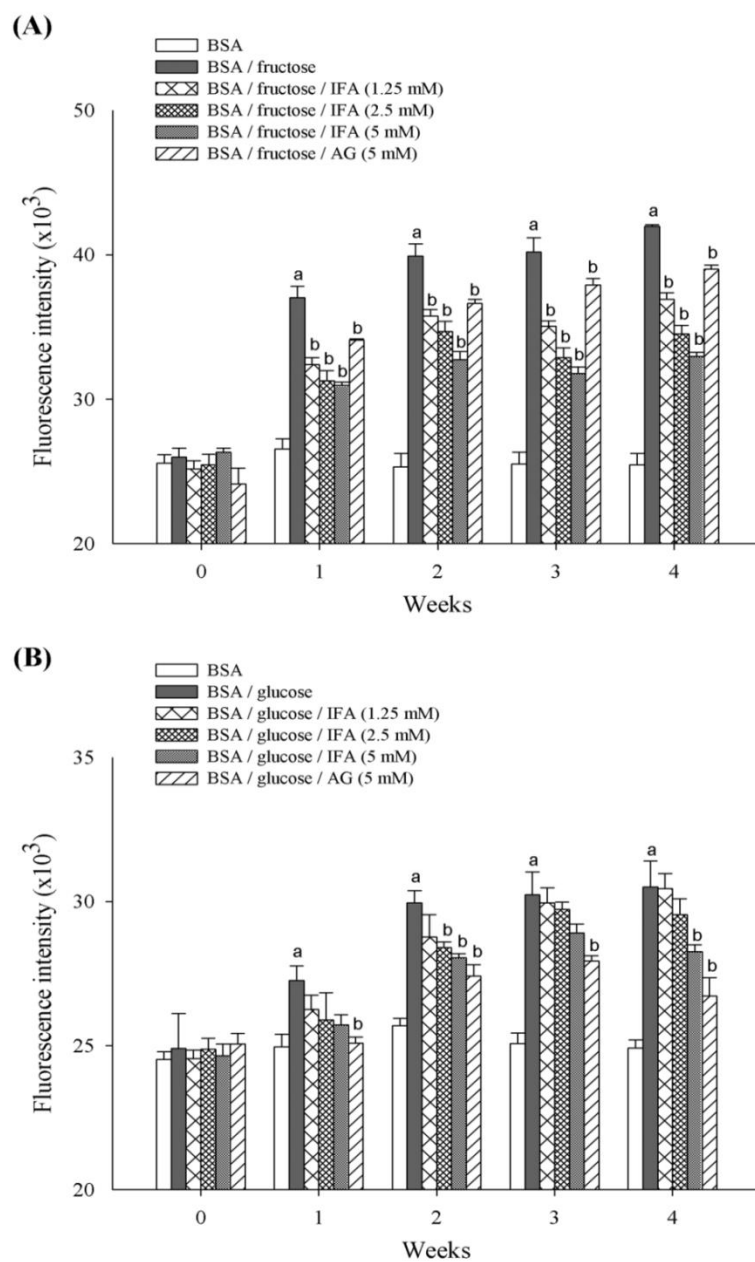 (A)
BSA
BSA / fructose
BSA / fructose / IFA (1.25 mM)
BSA / fructose / IFA (2.5 mM)
BSA / fructose / IFA (5 mM)
BSA / fructose / AG (5 mM)
Fluorescence intensity (x10³)
50
40
30
20
a
b
b
b
b
a
b
b
b
b
a
b
b
b
b
a
b
b
b
b
0 1 2 3 4
Weeks
(B)
BSA
BSA / glucose
BSA / glucose / IFA (1.25 mM)
BSA / glucose / IFA (2.5 mM)
BSA / glucose / IFA (5 mM)
BSA / glucose / AG (5 mM)
Fluorescence intensity (x10³)
35
30
25
20
a
b
a
b
b
b
a
b
a
b
b
0 1 2 3 4
Weeks